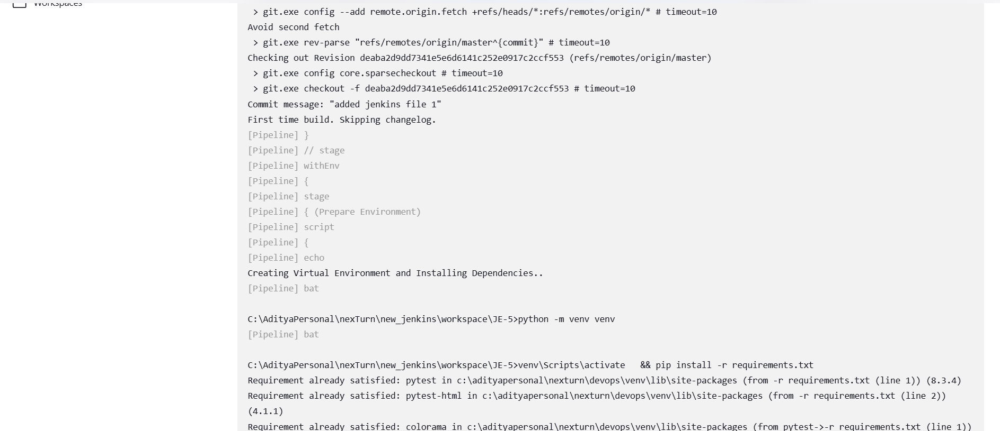 Workspaces
> git.exe config --add remote.origin.fetch +refs/heads/*:refs/remotes/origin/* # timeout=10
Avoid second fetch
> git.exe rev-parse "refs/remotes/origin/master^{commit}" # timeout=10
Checking out Revision deaba2d9dd7341e5e6d6141c252e0917c2ccf553 (refs/remotes/origin/master)
> git.exe config core.sparsecheckout # timeout=10
> git.exe checkout -f deaba2d9dd7341e5e6d6141c252e0917c2ccf553 # timeout=10
Commit message: "added jenkins file 1"
First time build. Skipping changelog.
[Pipeline] }
[Pipeline] // stage
[Pipeline] withEnv
[Pipeline] {
[Pipeline] stage
[Pipeline] { (Prepare Environment)
[Pipeline] script
[Pipeline] {
[Pipeline] echo
Creating Virtual Environment and Installing Dependencies..
[Pipeline] bat
C:\AdityaPersonal\nexTurn\new_jenkins\workspace\JE-5>python -m venv venv
[Pipeline] bat
C:\AdityaPersonal\nexTurn\new_jenkins\workspace\JE-5>venv\Scripts\activate   && pip install -r requirements.txt
Requirement already satisfied: pytest in c:\adityapersonal\nexturn\devops\venv\lib\site-packages (from -r requirements.txt (line 1)) (8.3.4)
Requirement already satisfied: pytest-html in c:\adityapersonal\nexturn\devops\venv\lib\site-packages (from -r requirements.txt (line 2))
(4.1.1)
Requirement already satisfied: colorama in c:\adityapersonal\nexturn\devops\venv\lib\site-packages (from pytest->-r requirements.txt (line 1))